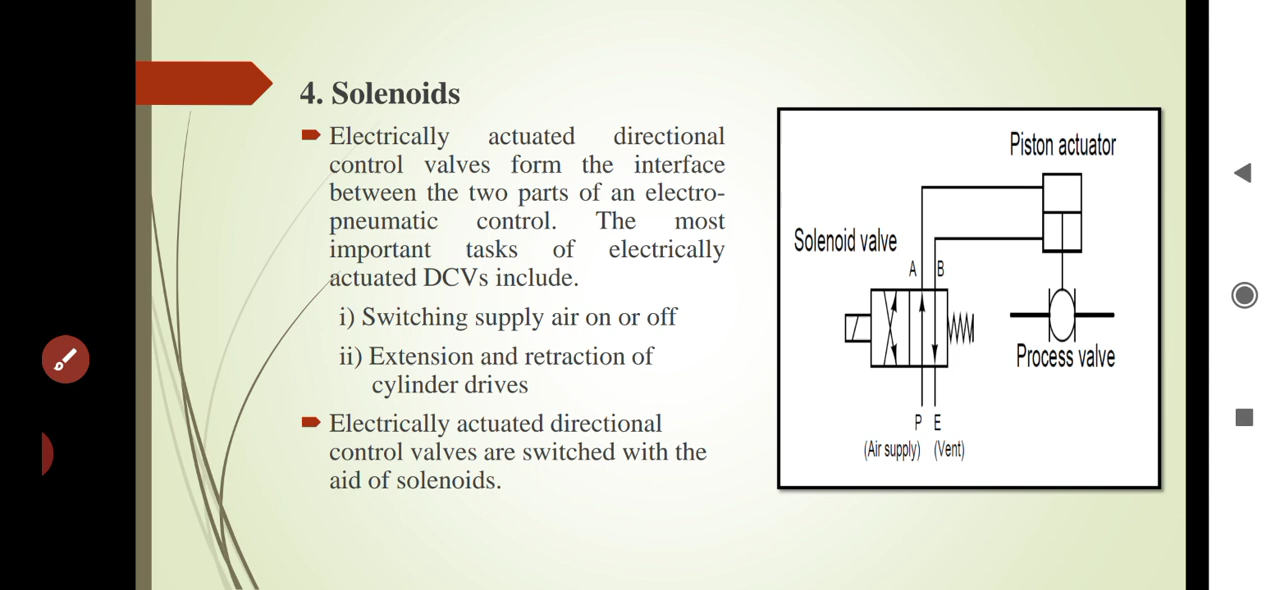 4. Solenoids
Electrically actuated directional
control valves form the interface
between the two parts of an electro-
pneumatic control. The most
important tasks of electrically
actuated DCVs include.
i) Switching supply air on or off
ii) Extension and retraction of
cylinder drives
Electrically actuated directional
control valves are switched with the
aid of solenoids.
Piston actuator
Solenoid valve
A B
Process valve
P E
(Air supply) (Vent)